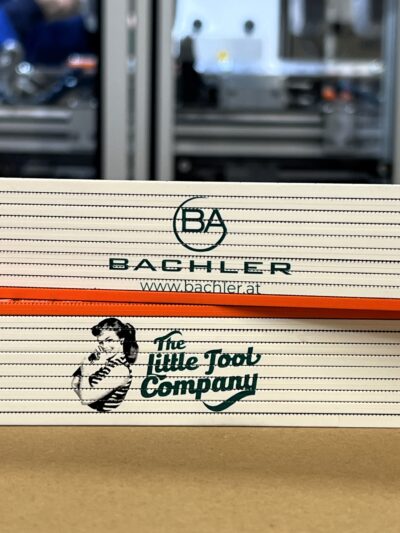 BA
BACHLER
www.bachler.at
The
Little Tool
Company